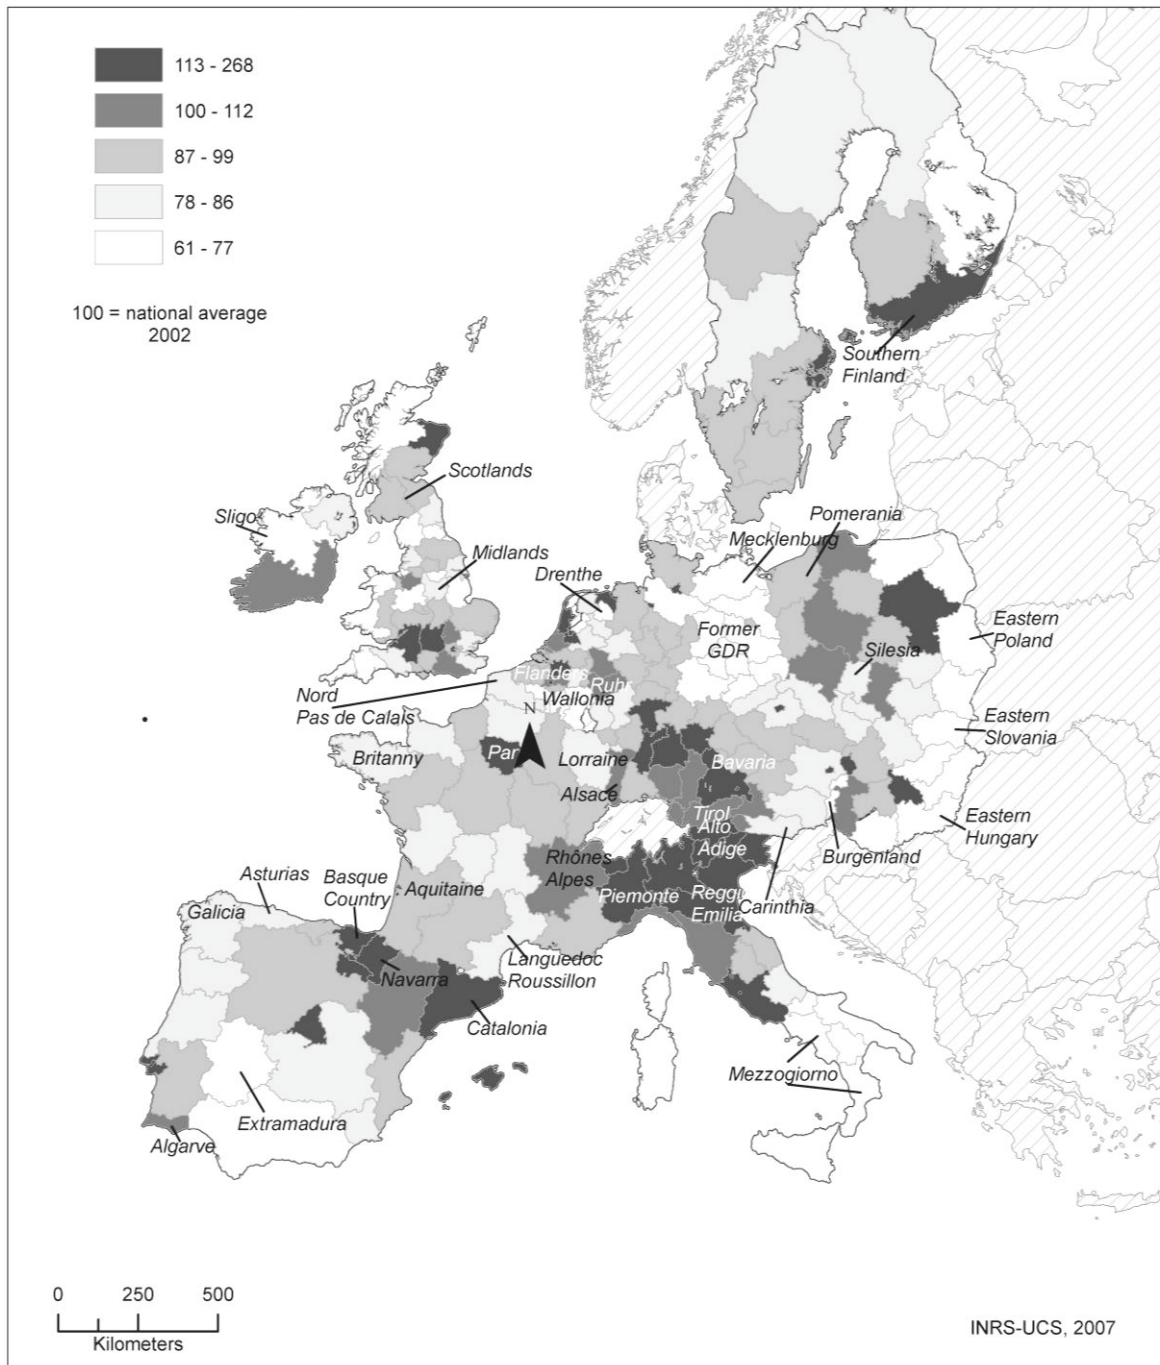 113 - 268
100 - 112
87 - 99
78 - 86
61 - 77
100 = national average
2002
Southern
Finland
Scotlands
Sligo
Midlands
Pomerania
Mecklenburg
Drenthe
Former
GDR
Eastern
Poland
Silesia
Flanders
Ruhr
Wallonia
Nord
Pas de Calais
N
Eastern
Slovania
Britanny
Par
Lorraine
Bavaria
Alsace
Tirol
Alto
Adige
Eastern
Hungary
Burgenland
Rhônes
Alpes
Asturias
Basque
Country
Aquitaine
Galicia
Piemonte
Reggu
Emilia
Carinthia
Navarra
Languedoc
Roussillon
Catalonia
Mezzogiorno
Extramadura
Algarve
0 250 500
Kilometers
INRS-UCS, 2007